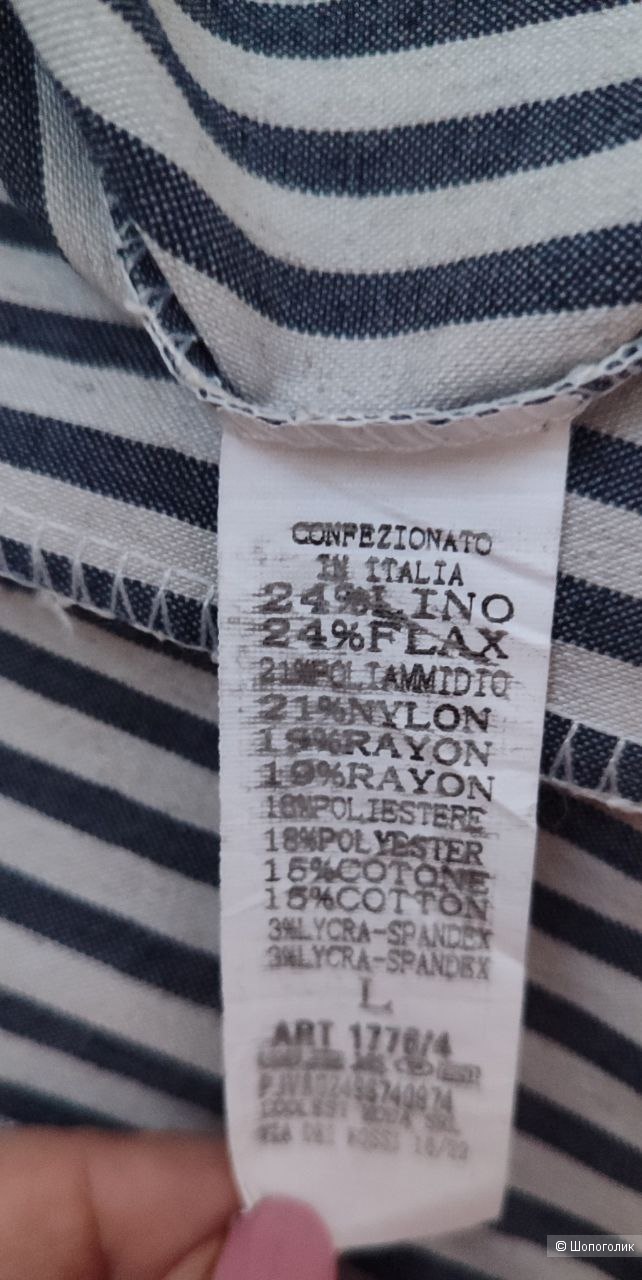 CONFEZIONATO
IN ITALIA
24%LINO
24%FLAX
21%POLIAMMIDIO
21%NYLON
19%RAYON
19%RAYON
18%POLIESTERE
18%POLYESTER
15%COTONE
15%COTTON
3%LYCRA-SPANDEX
3%LYCRA-SPANDEX
L
ART 1776/4
© Шопоголик